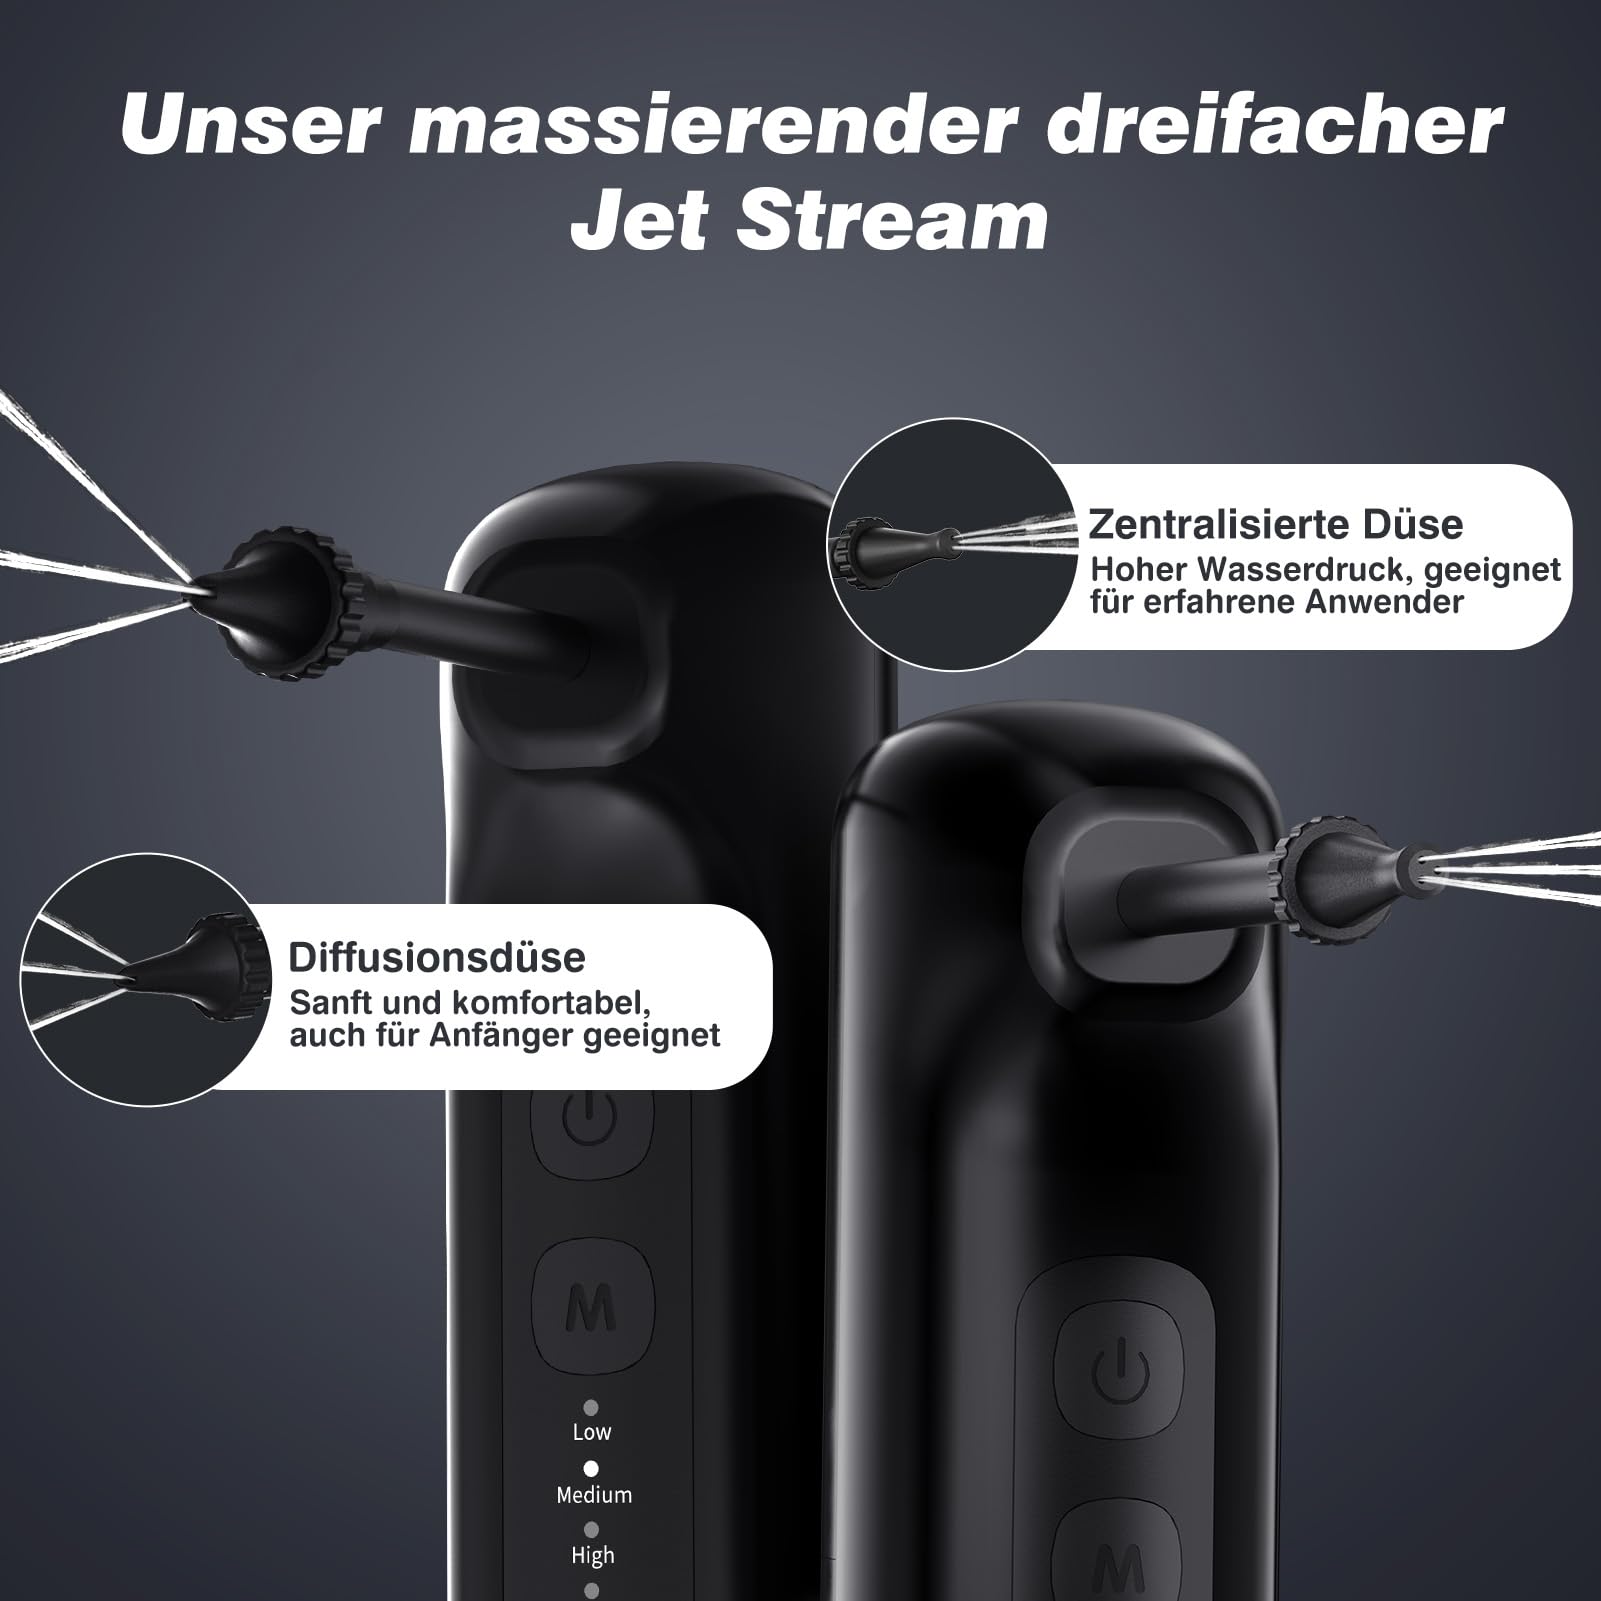 Unser massierender dreifacher
Jet Stream
Zentralisierte Düse
Hoher Wasserdruck, geeignet
für erfahrene Anwender
Diffusionsdüse
Sanft und komfortabel,
auch für Anfänger geeignet
M
Low
Medium
High
M